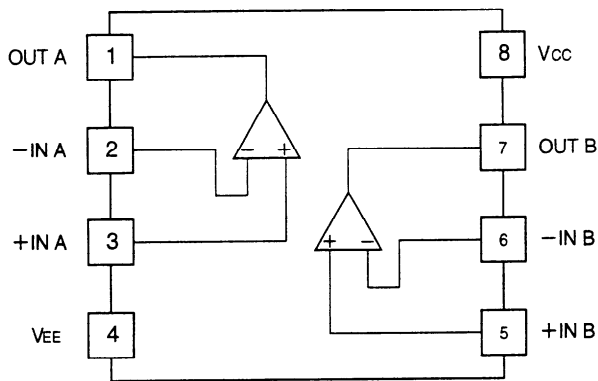 OUT A 1
8 VCC
−IN A 2
− +
7 OUT B
+IN A 3
+ −
6 −IN B
VEE 4
5 +IN B